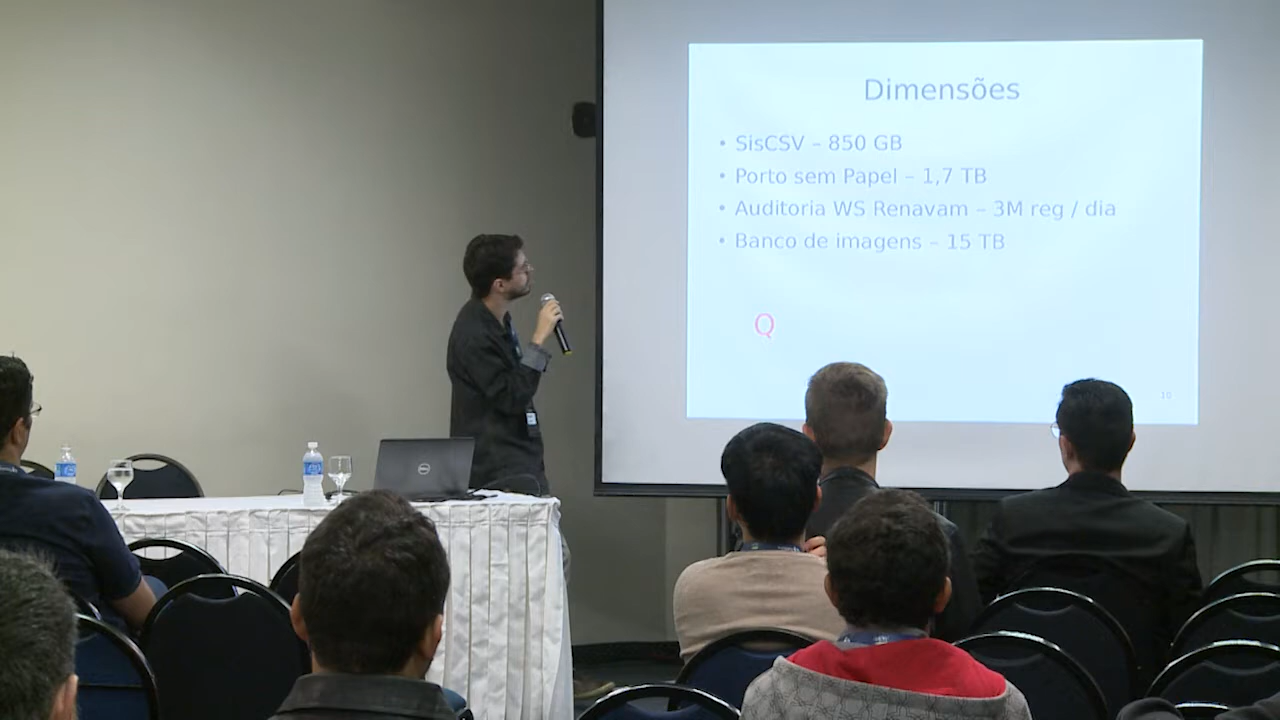 Dimensões
• SisCSV – 850 GB
• Porto sem Papel – 1,7 TB
• Auditoria WS Renavam – 3M reg / dia
• Banco de imagens – 15 TB
Q
10
DELL